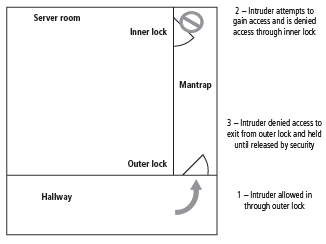 Server room
Inner lock
Mantrap
Outer lock
Hallway
2 – Intruder attempts to
gain access and is denied
access through inner lock
3 – Intruder denied access to
exit from outer lock and held
until released by security
1 – Intruder allowed in
through outer lock